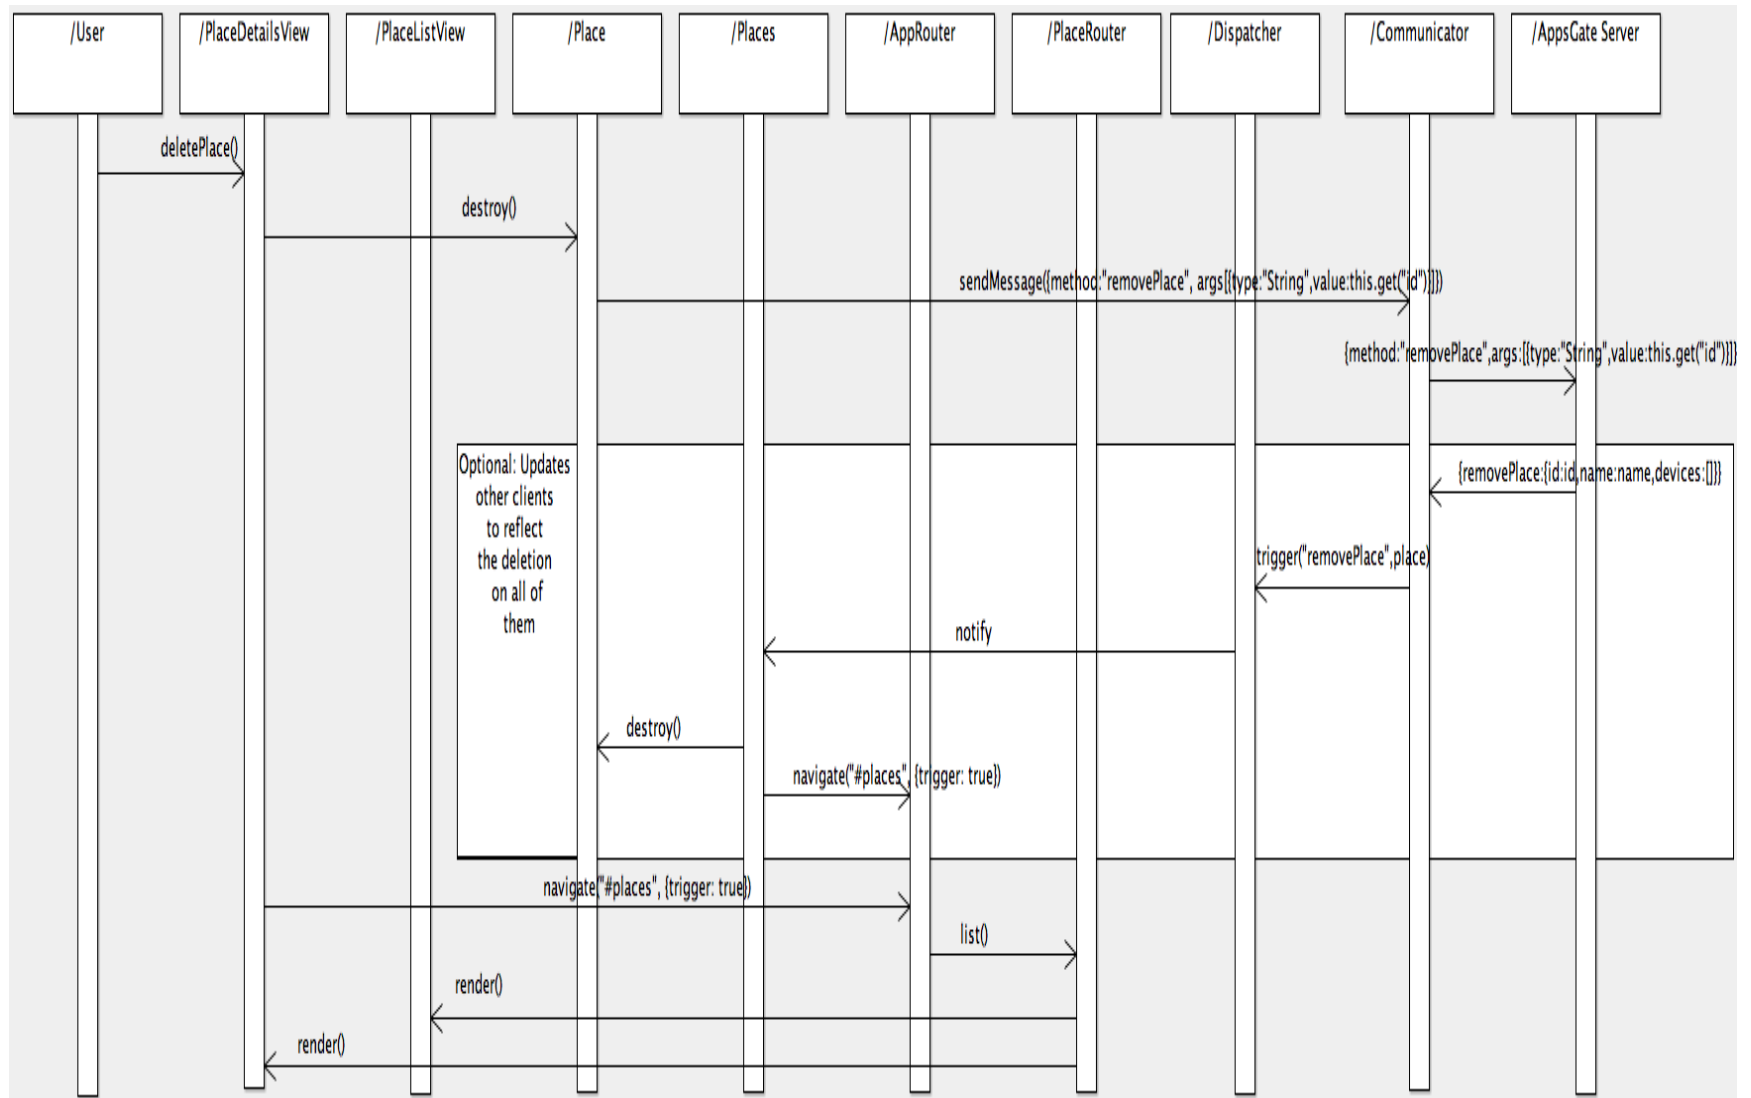 /User
/PlaceDetailsView
/PlaceListView
/Place
/Places
/AppRouter
/PlaceRouter
/Dispatcher
/Communicator
/AppsGate Server
deletePlace()
destroy()
sendMessage({method:"removePlace", args[{type:"String",value:this.get("id")}]})
{method:"removePlace",args:[{type:"String",value:this.get("id")}]}
Optional: Updates
other clients
to reflect
the deletion
on all of
them
{removePlace:{id:id,name:name,devices:[]}}
trigger("removePlace",place)
notify
destroy()
navigate("#places", {trigger: true})
navigate("#places", {trigger: true})
list()
render()
render()